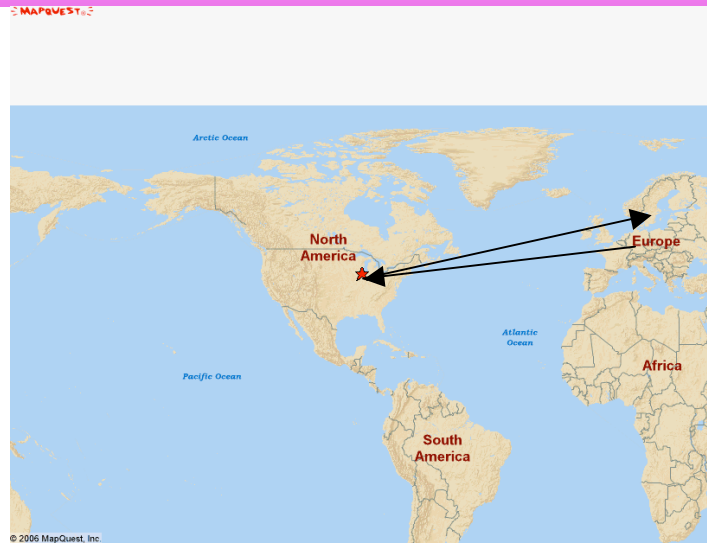 MAPQUEST®
Arctic Ocean
North
America
Europe
Atlantic
Ocean
Africa
Pacific Ocean
South
America
© 2006 MapQuest, Inc.